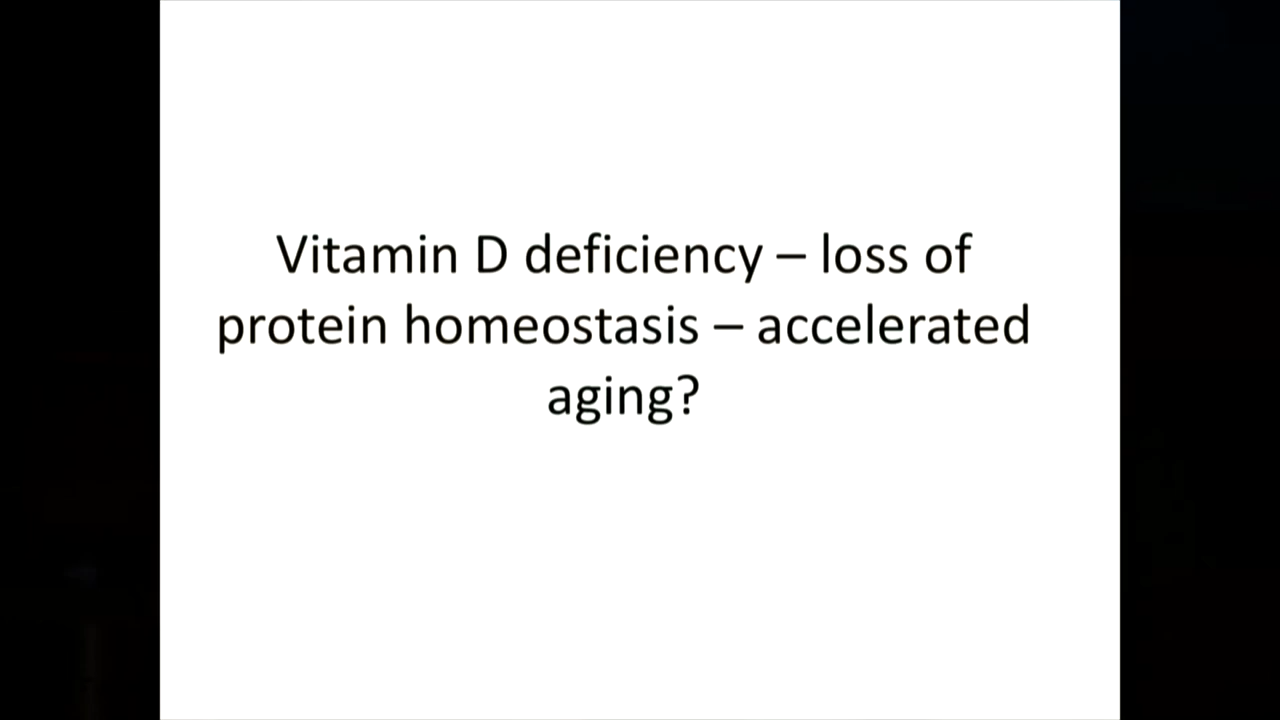 Vitamin D deficiency – loss of
protein homeostasis – accelerated
aging?